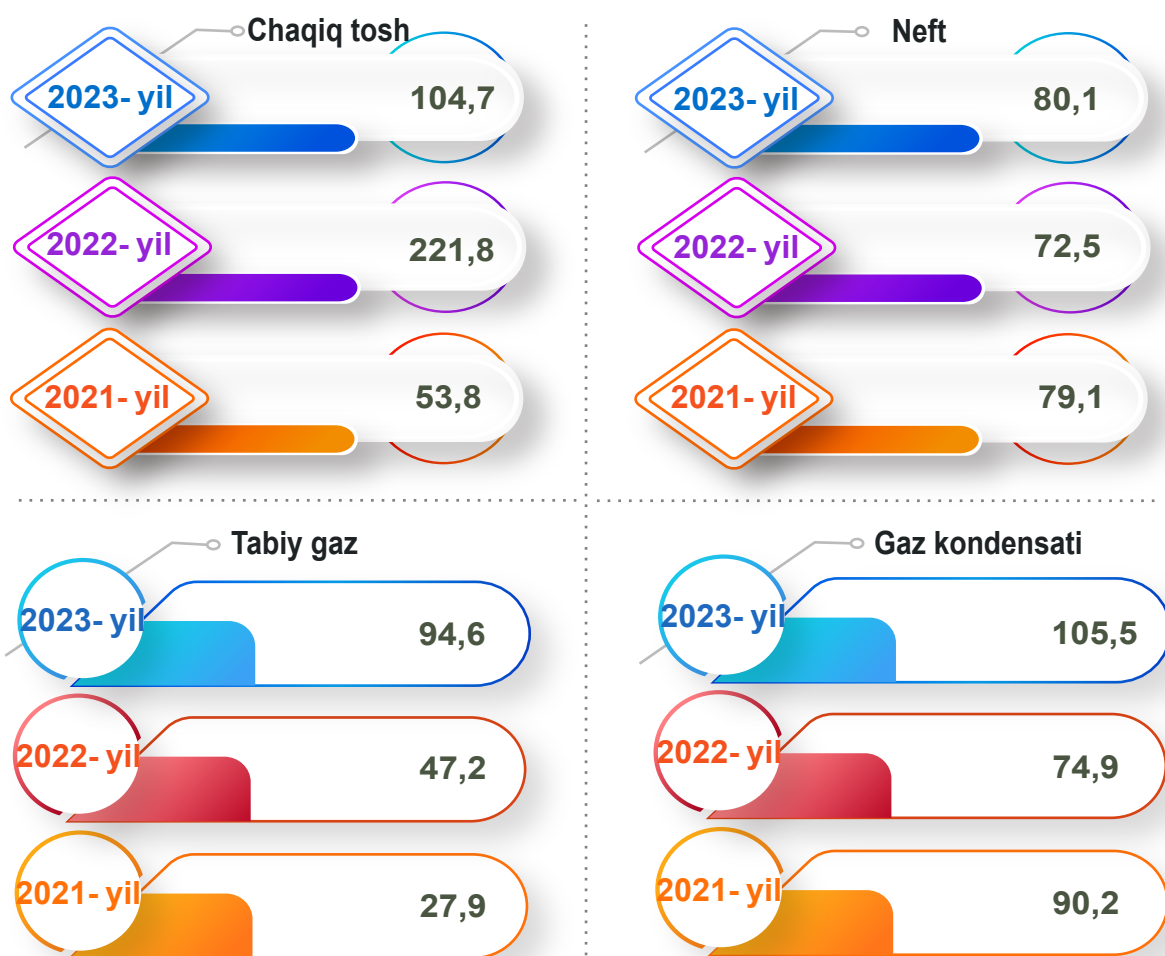 Chaqiq tosh
2023- yil
104,7
2022- yil
221,8
2021- yil
53,8
Neft
2023- yil
80,1
2022- yil
72,5
2021- yil
79,1
Tabiy gaz
2023- yil
94,6
2022- yil
47,2
2021- yil
27,9
Gaz kondensati
2023- yil
105,5
2022- yil
74,9
2021- yil
90,2